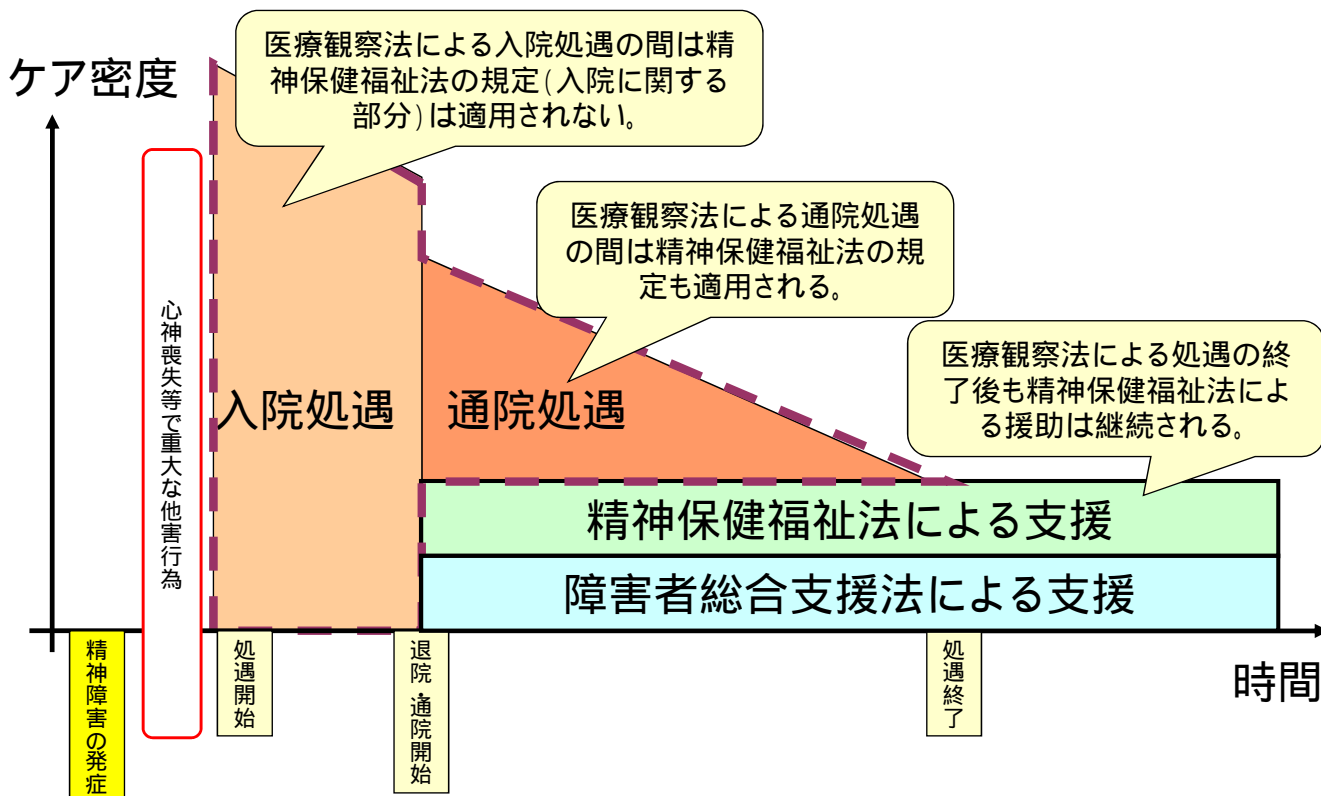 ケア密度
医療観察法による入院処遇の間は精
神保健福祉法の規定(入院に関する
部分)は適用されない。
医療観察法による通院処遇
の間は精神保健福祉法の規
定も適用される。
医療観察法による処遇の終
了後も精神保健福祉法によ
る援助は継続される。
心神喪失等で重大な他害行為
入院処遇
通院処遇
精神保健福祉法による支援
障害者総合支援法による支援
精神障害の発症
処遇開始
退院・通院開始
処遇終了
時間